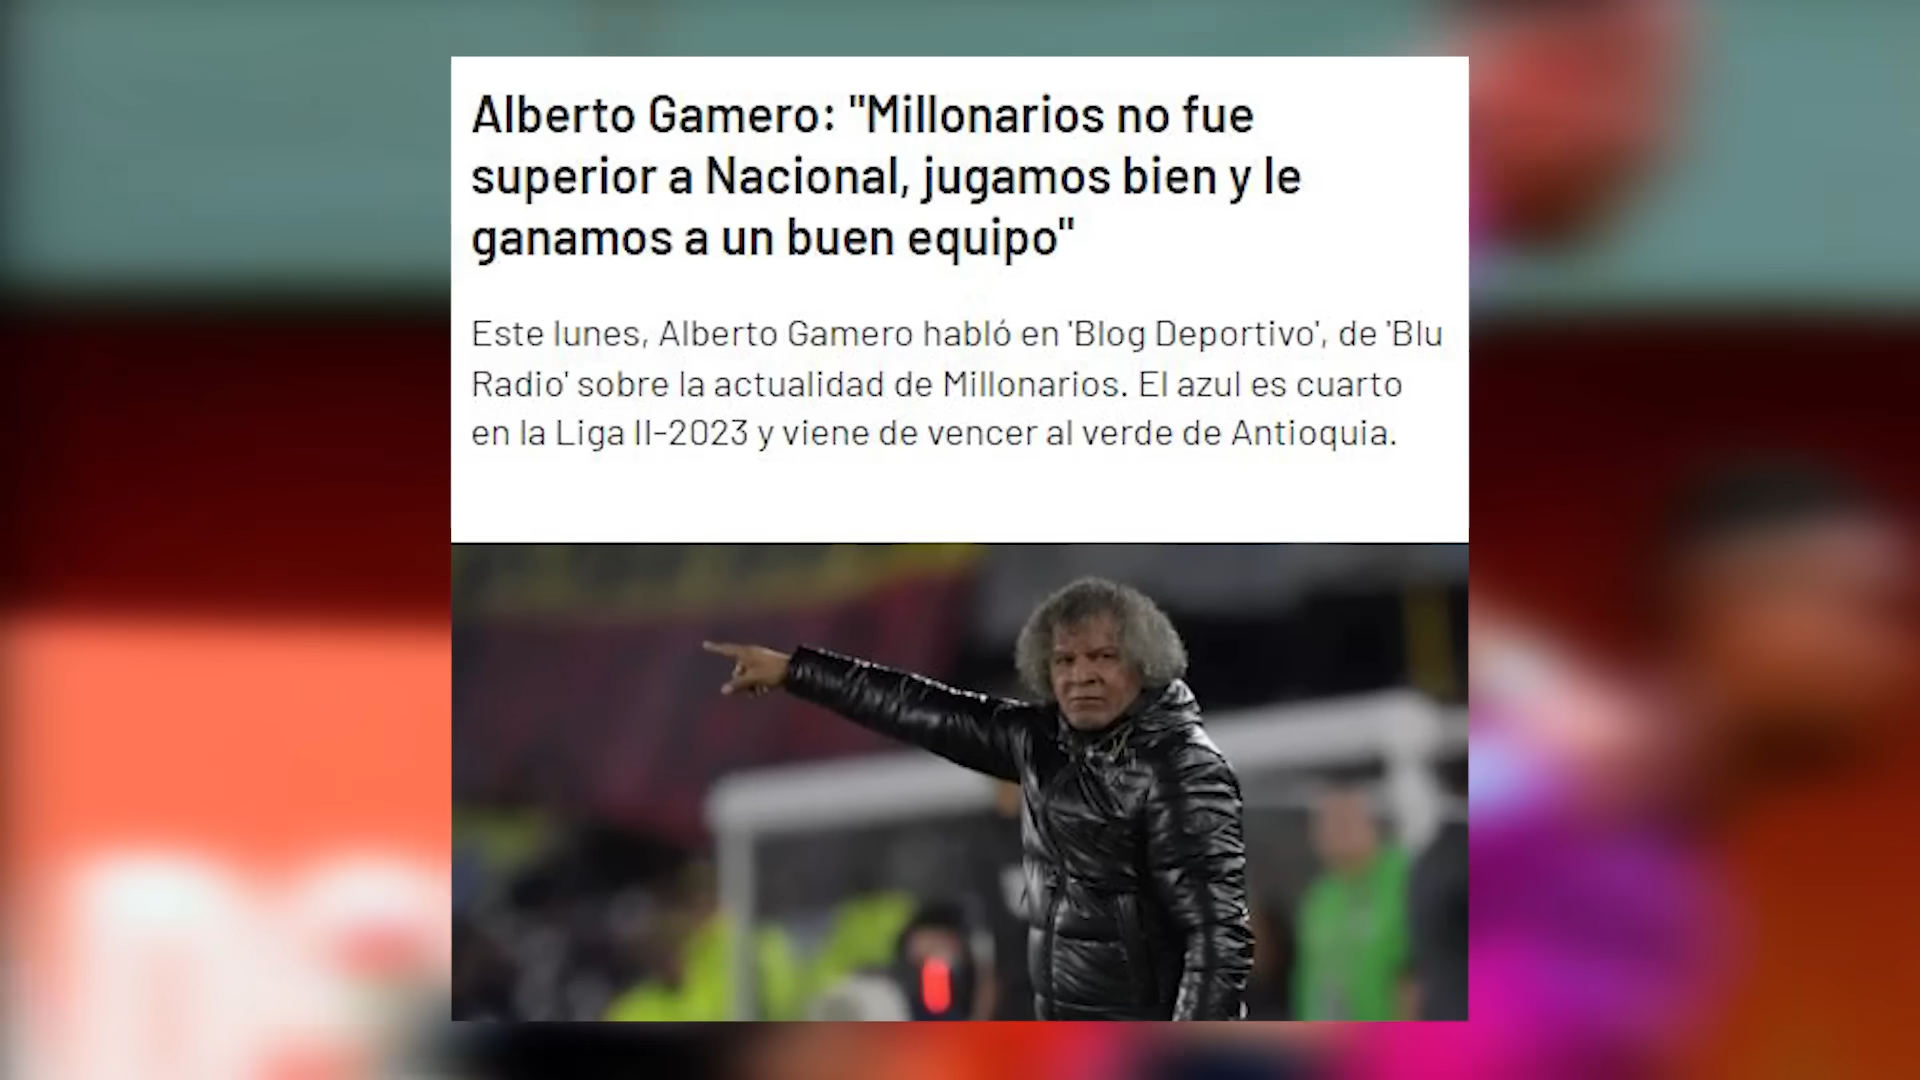 Alberto Gamero: "Millonarios no fue
superior a Nacional, jugamos bien y le
ganamos a un buen equipo"
Este lunes, Alberto Gamero habló en 'Blog Deportivo', de 'Blu
Radio' sobre la actualidad de Millonarios. El azul es cuarto
en la Liga II-2023 y viene de vencer al verde de Antioquia.